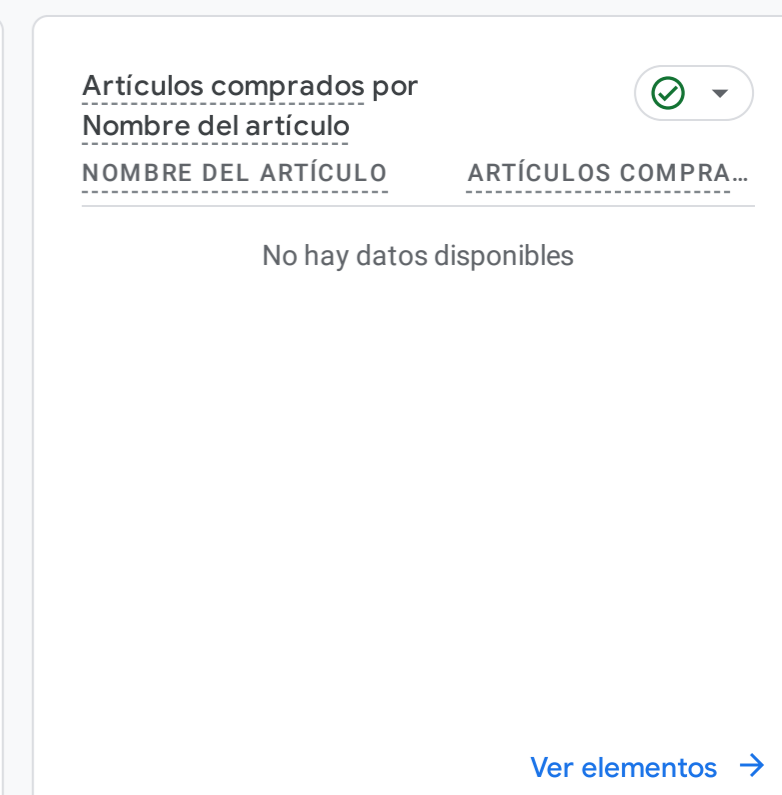 Artículos comprados por
Nombre del artículo
NOMBRE DEL ARTÍCULO
ARTÍCULOS COMPRA…
No hay datos disponibles
Ver elementos